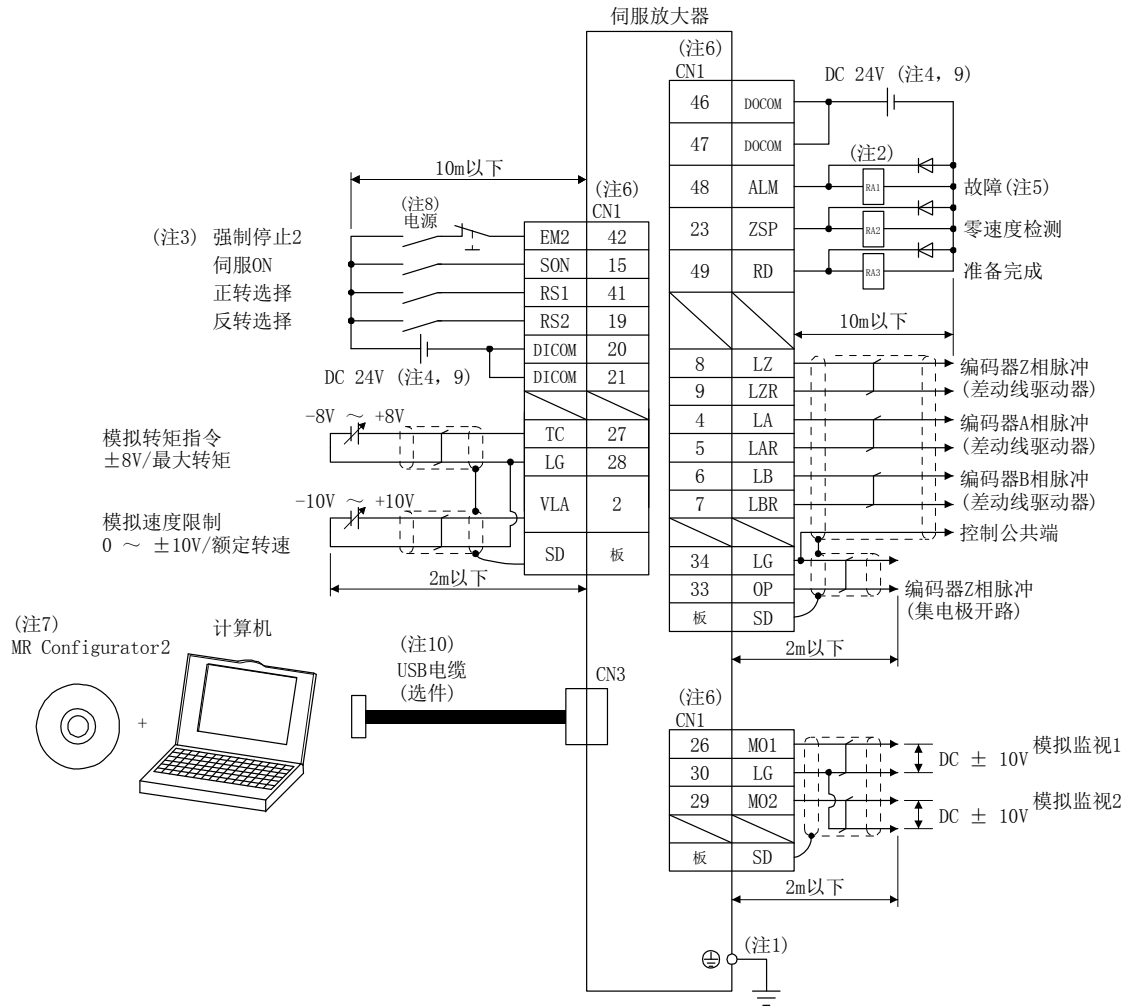 伺服放大器
(注6)
CN1
DC 24V (注4, 9)
46 DOCOM
47 DOCOM
(注2)
48 ALM RA1 故障(注5)
23 ZSP RA2 零速度检测
49 RD RA3 准备完成
10m以下
8 LZ 编码器Z相脉冲
9 LZR (差动线驱动器)
4 LA 编码器A相脉冲
5 LAR (差动线驱动器)
6 LB 编码器B相脉冲
7 LBR (差动线驱动器)
控制公共端
34 LG
33 OP 编码器Z相脉冲
(集电极开路)
板 SD
2m以下
10m以下
(注6)
CN1
(注8)
电源
(注3) 强制停止2 EM2 42
伺服ON SON 15
正转选择 RS1 41
反转选择 RS2 19
DICOM 20
DC 24V (注4, 9) DICOM 21
-8V ~ +8V
模拟转矩指令 TC 27
±8V/最大转矩 LG 28
-10V ~ +10V
VLA 2
模拟速度限制
0 ~ ±10V/额定转速
SD 板
2m以下
(注7)
MR Configurator2
计算机
+
(注10)
USB电缆
(选件)
CN3
(注6)
CN1
26 MO1 模拟监视1
DC ± 10V
30 LG
29 MO2 模拟监视2
DC ± 10V
板 SD
2m以下
(注1)